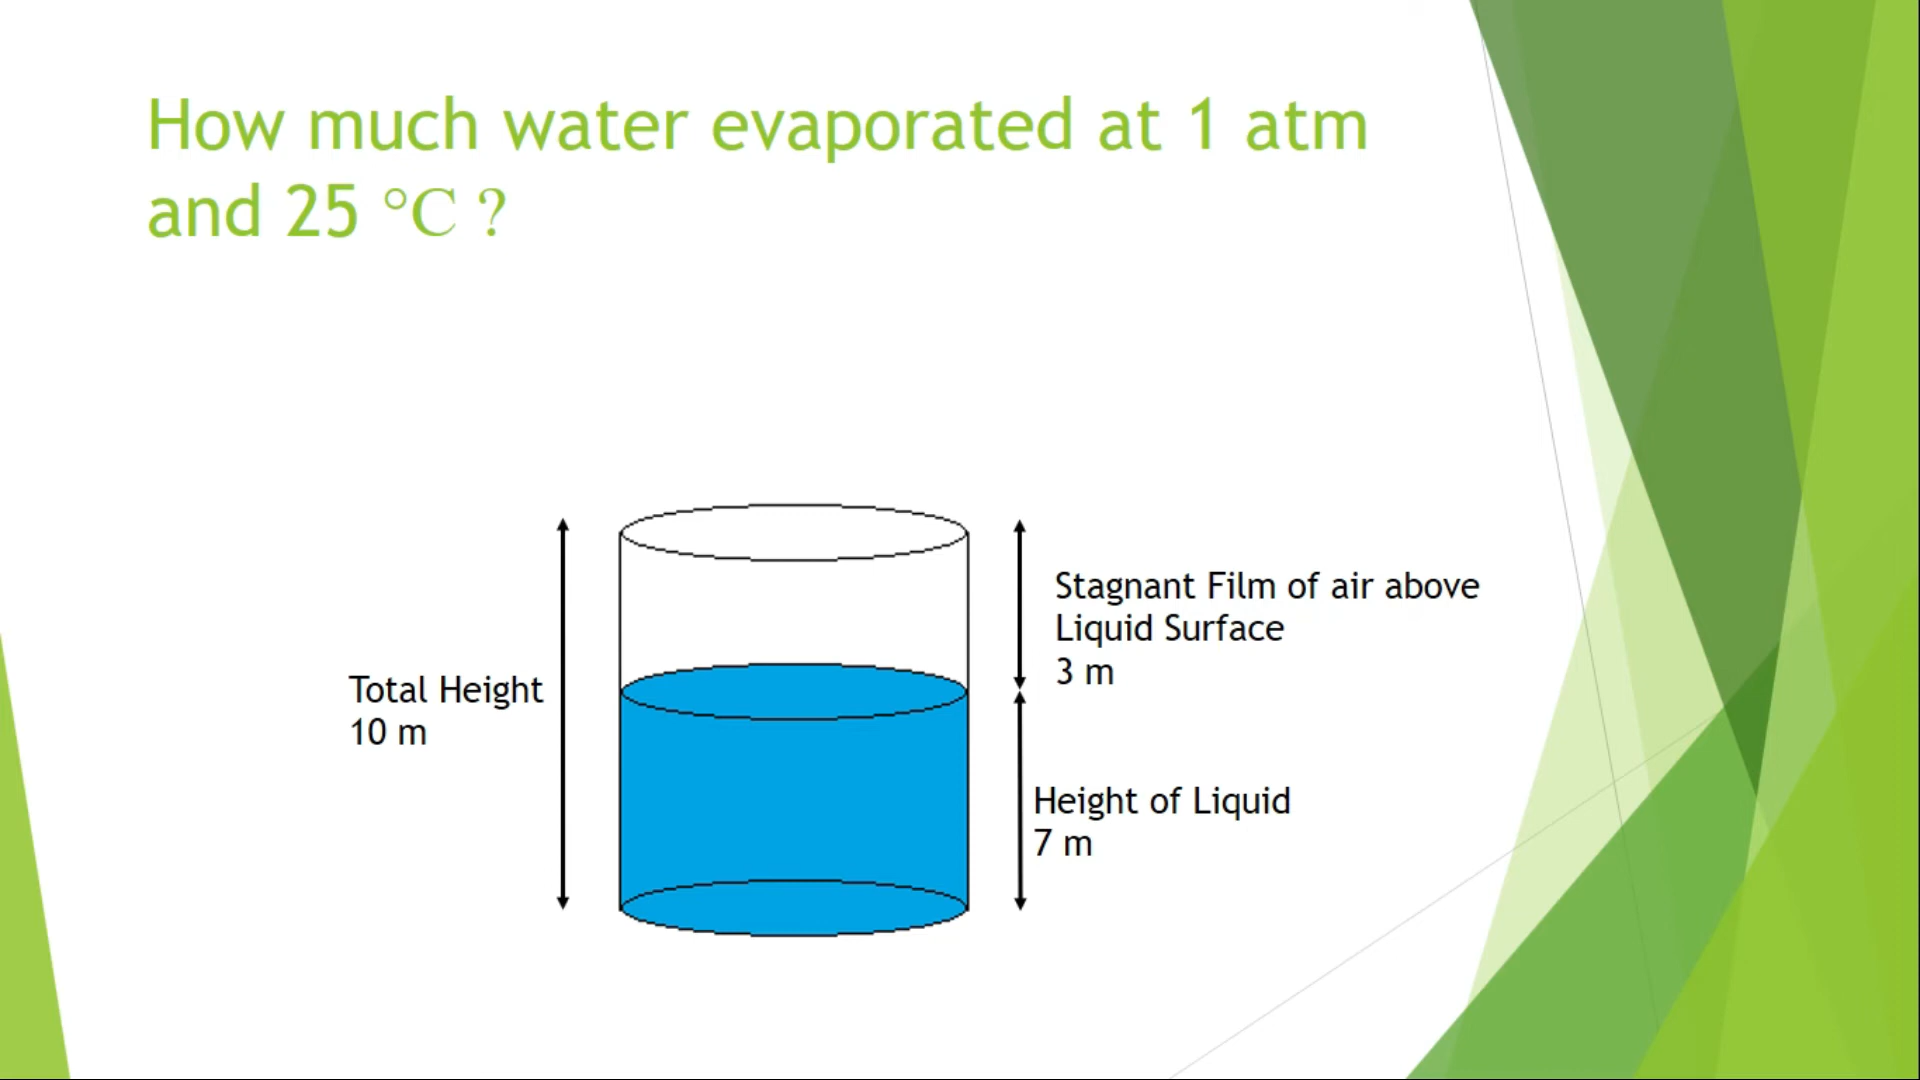 How much water evaporated at 1 atm
and 25 °C ?
Stagnant Film of air above
Liquid Surface
3 m
Total Height
10 m
Height of Liquid
7 m